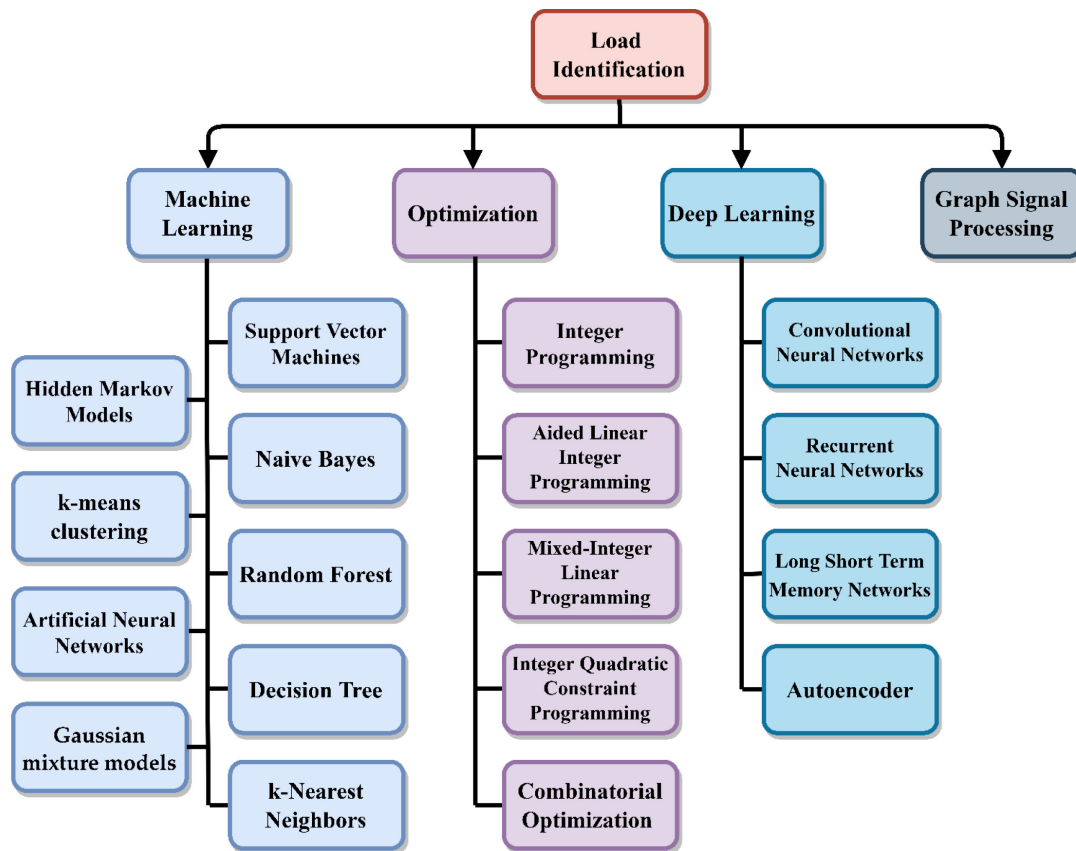 Load
Identification
Machine
Learning
Optimization
Deep Learning
Graph Signal
Processing
Support Vector
Machines
Hidden Markov
Models
Naive Bayes
k-means
clustering
Random Forest
Artificial Neural
Networks
Decision Tree
Gaussian
mixture models
k-Nearest
Neighbors
Integer
Programming
Aided Linear
Integer
Programming
Mixed-Integer
Linear
Programming
Integer Quadratic
Constraint
Programming
Combinatorial
Optimization
Convolutional
Neural Networks
Recurrent
Neural Networks
Long Short Term
Memory Networks
Autoencoder